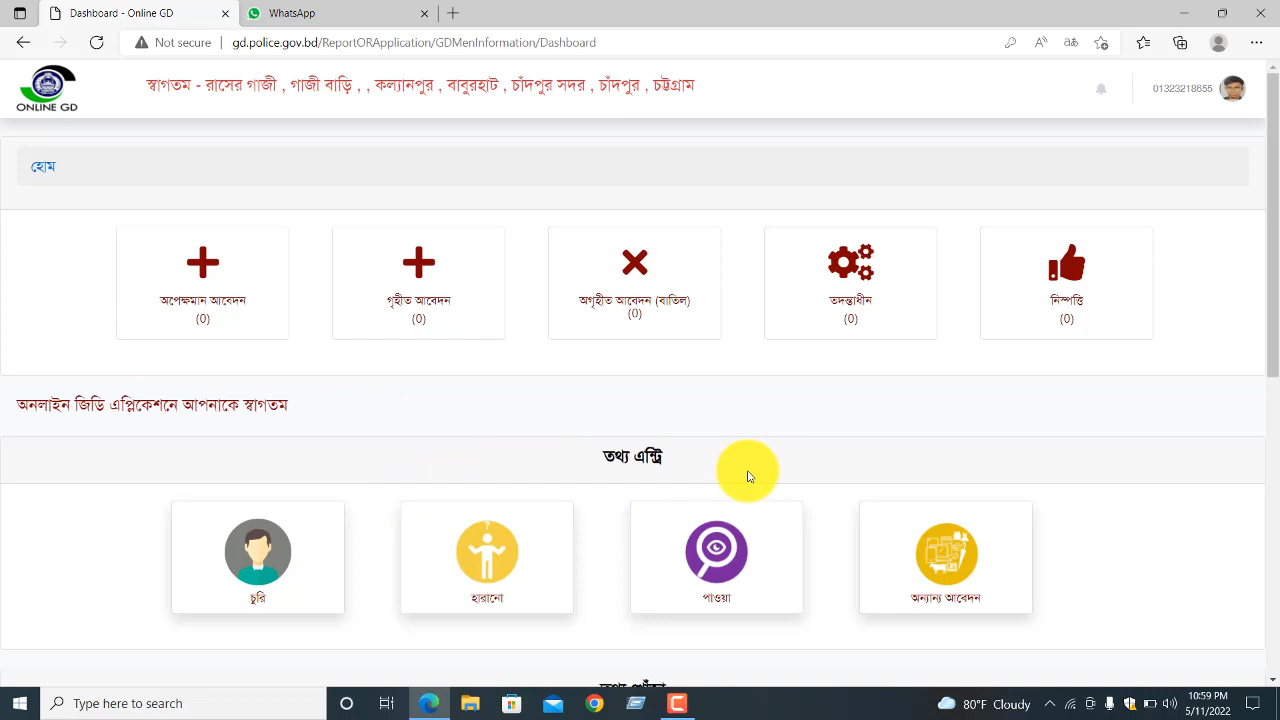 Dashboard - Online GD
WhatsApp
Not secure
gd.police.gov.bd/ReportORApplication/GDMenInformation/Dashboard
ONLINE GD
স্বাগতম - রাসের গাজী , গাজী বাড়ি , , কল্যানপুর , বাবুরহাট , চাঁদপুর সদর , চাঁদপুর , চট্টগ্রাম
01323218655
হোম
অপেক্ষমান আবেদন
(0)
গৃহীত আবেদন
(0)
অগৃহীত আবেদন (বাতিল)
(0)
তদন্তাধীন
(0)
নিস্পত্তি
(0)
অনলাইন জিডি এপ্লিকেশনে আপনাকে স্বাগতম
তথ্য এন্ট্রি
চুরি
হারানো
পাওয়া
অন্যান্য আবেদন
Type here to search
80°F Cloudy
10:59 PM
5/11/2022